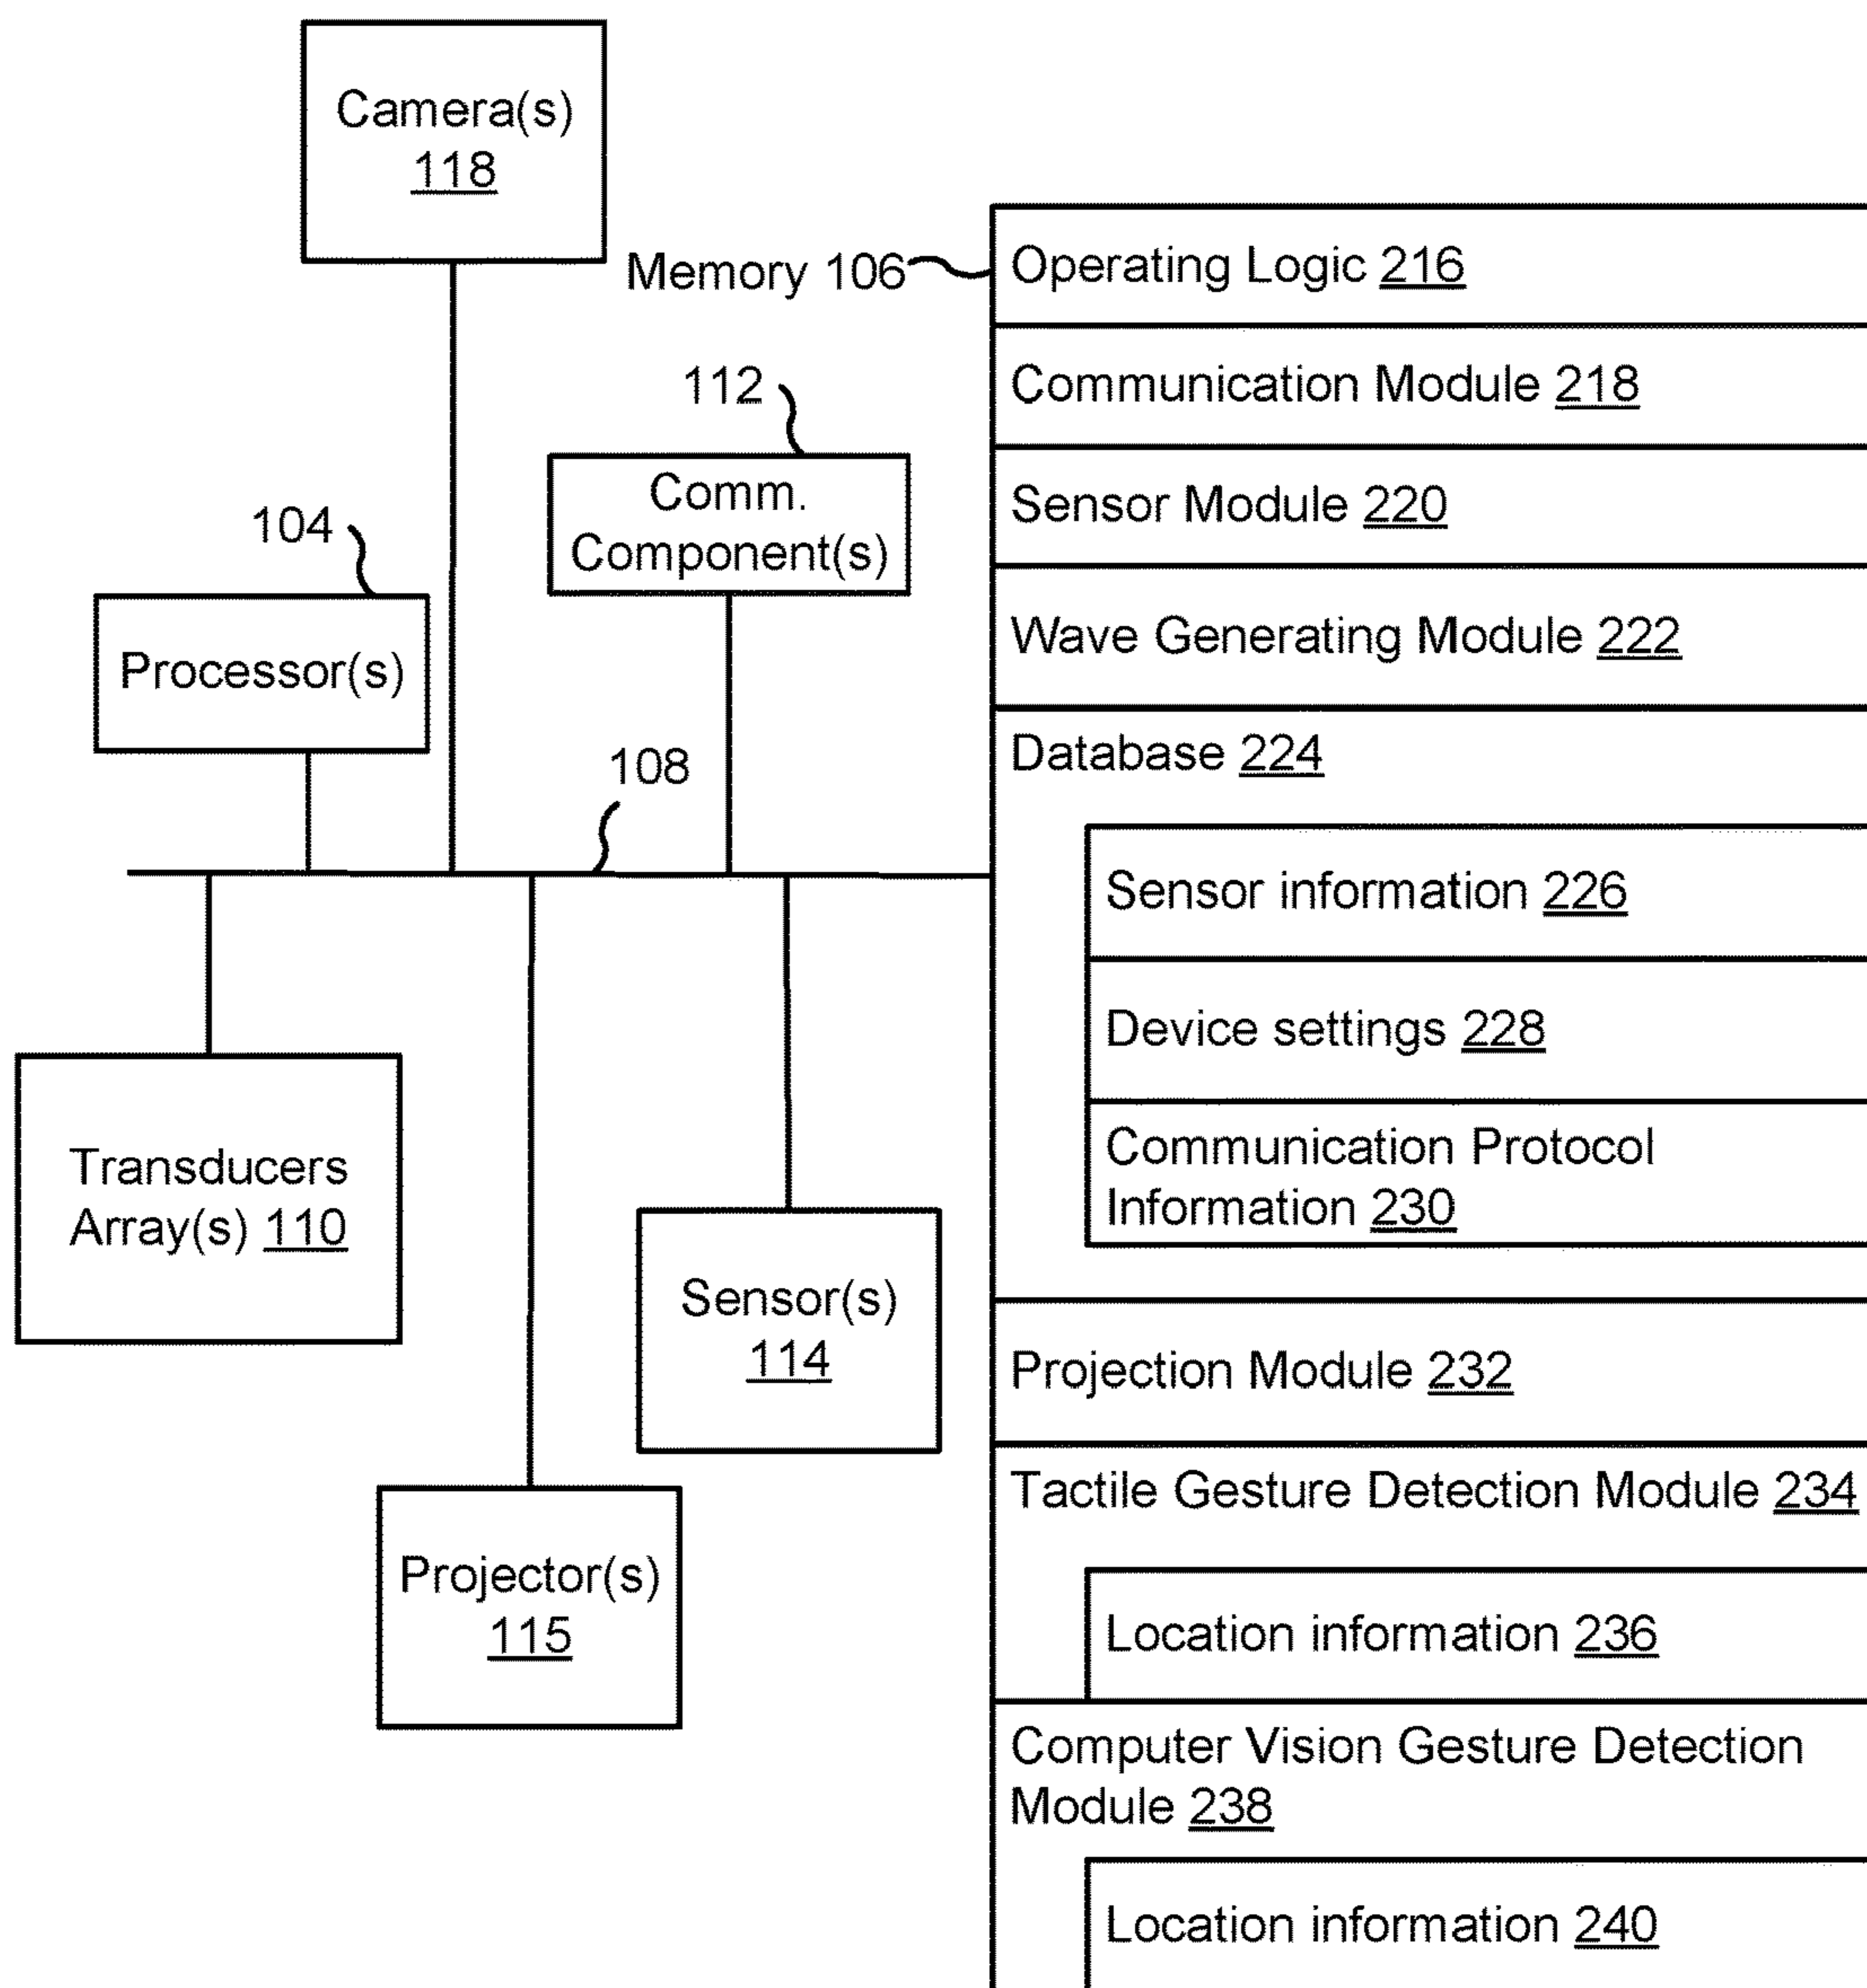 Camera(s)
118
Memory 106
112
Comm.
Component(s)
104
Processor(s)
108
Transducers
Array(s) 110
Sensor(s)
114
Projector(s)
115
Operating Logic 216
Communication Module 218
Sensor Module 220
Wave Generating Module 222
Database 224
Sensor information 226
Device settings 228
Communication Protocol
Information 230
Projection Module 232
Tactile Gesture Detection Module 234
Location information 236
Computer Vision Gesture Detection
Module 238
Location information 240